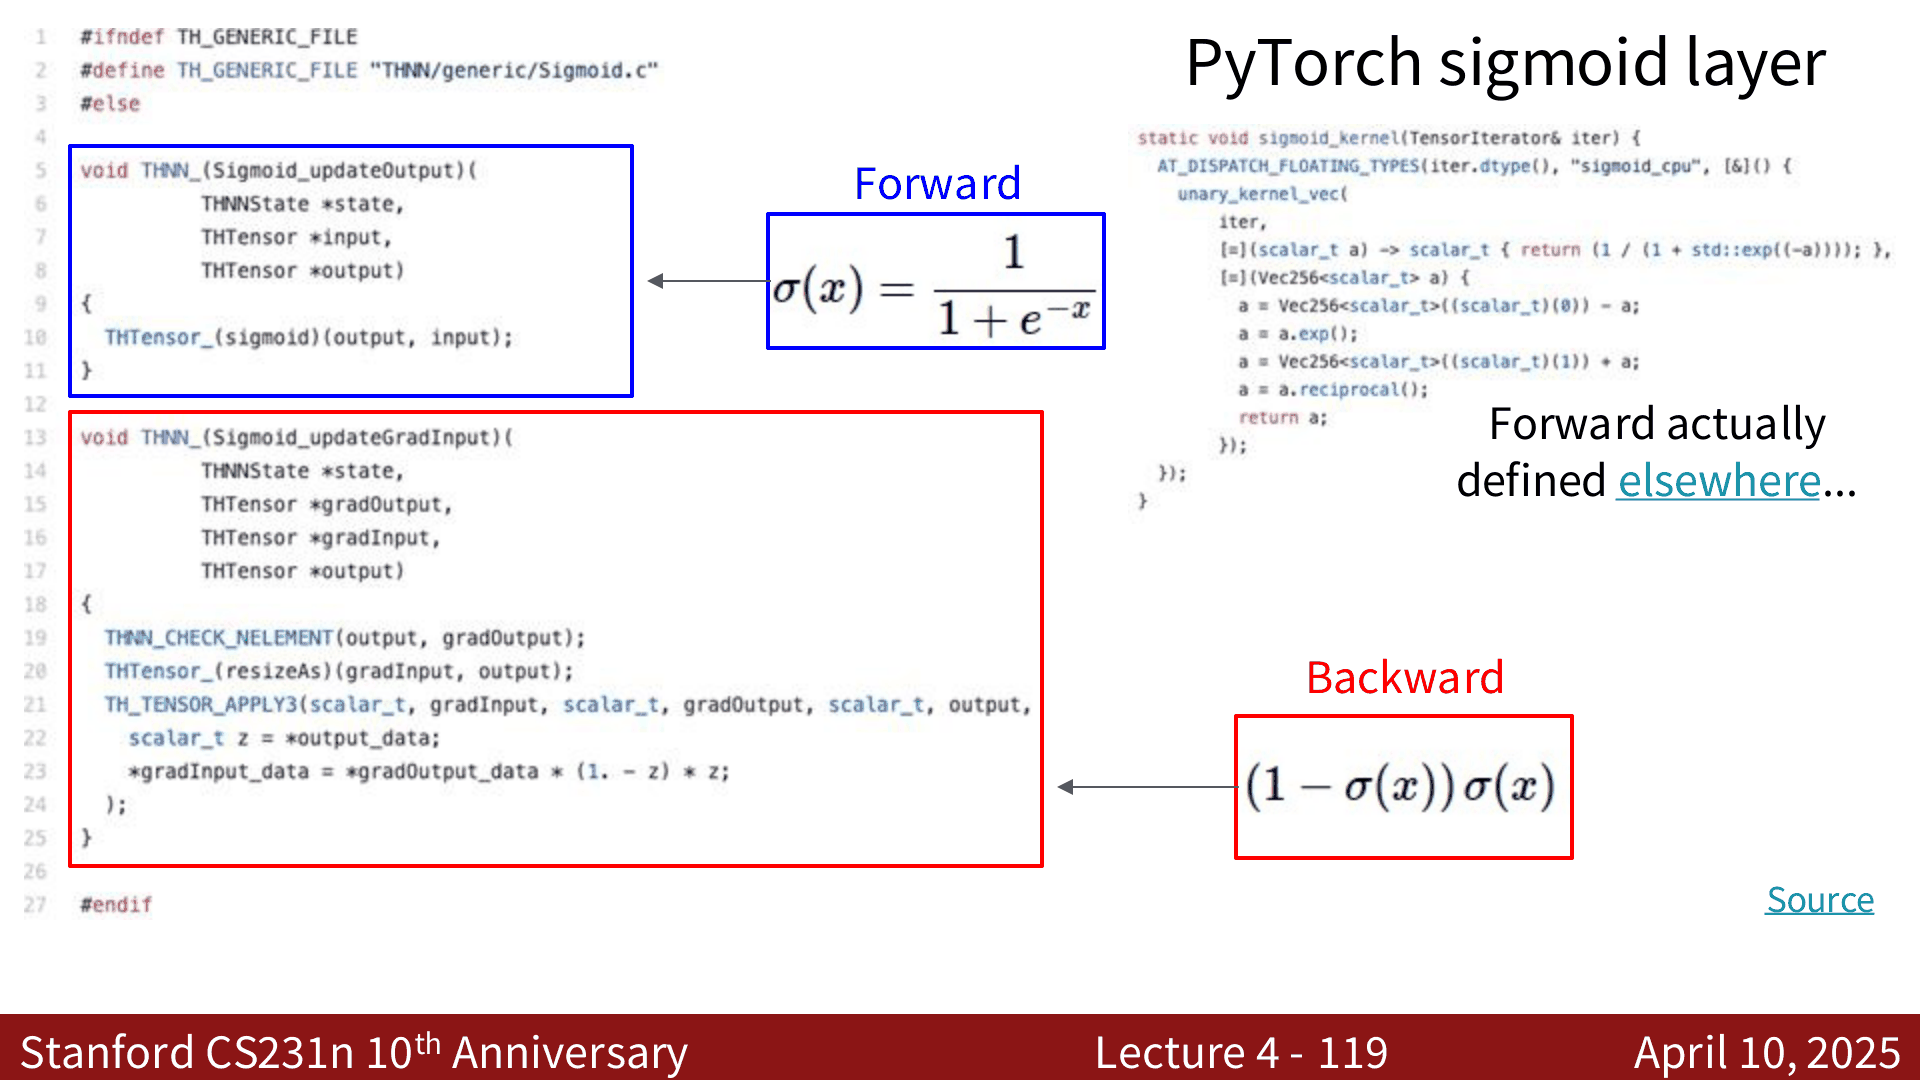 PyTorch sigmoid layer
1 #ifndef TH_GENERIC_FILE
2 #define TH_GENERIC_FILE "THNN/generic/Sigmoid.c"
3 #else
4
5 void THNN_(Sigmoid_updateOutput)(
6 THNNState *state,
7 THTensor *input,
8 THTensor *output)
9 {
10 THTensor_(sigmoid)(output, input);
11 }
12
13 void THNN_(Sigmoid_updateGradInput)(
14 THNNState *state,
15 THTensor *gradOutput,
16 THTensor *gradInput,
17 THTensor *output)
18 {
19 THNN_CHECK_NELEMENT(output, gradOutput);
20 THTensor_(resizeAs)(gradInput, output);
21 TH_TENSOR_APPLY3(scalar_t, gradInput, scalar_t, gradOutput, scalar_t, output,
22 scalar_t z = *output_data;
23 *gradInput_data = *gradOutput_data * (1. - z) * z;
24 );
25 }
26
27 #endif
Forward
σ(x) = 1 / (1 + e^{-x})
static void sigmoid_kernel(TensorIterator& iter) {
AT_DISPATCH_FLOATING_TYPES(iter.dtype(), "sigmoid_cpu", [&]() {
unary_kernel_vec(
iter,
[=](scalar_t a) -> scalar_t { return (1 / (1 + std::exp((-a)))); },
[=](Vec256<scalar_t> a) {
a = Vec256<scalar_t>((scalar_t)(0)) - a;
a = a.exp();
a = Vec256<scalar_t>((scalar_t)(1)) + a;
a = a.reciprocal();
return a;
});
});
}
Forward actually
defined elsewhere...
Backward
(1 − σ(x)) σ(x)
Source
Stanford CS231n 10th Anniversary
Lecture 4 - 119
April 10, 2025